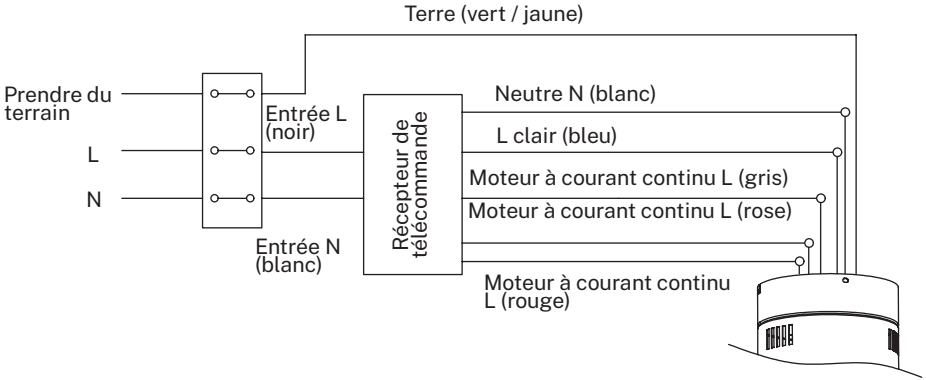 Terre (vert / jaune)
Prendre du
terrain
L
N
Entrée L
(noir)
Entrée N
(blanc)
Récepteur de
télécommande
Neutre N (blanc)
L clair (bleu)
Moteur à courant continu L (gris)
Moteur à courant continu L (rose)
Moteur à courant continu
L (rouge)